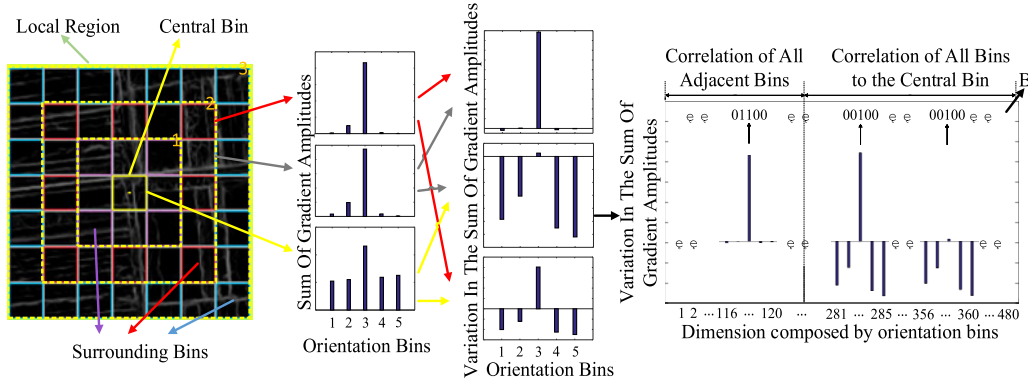 Local Region
Central Bin
3
2
1
Surrounding Bins
Sum Of Gradient Amplitudes
1 2 3 4 5
Orientation Bins
Variation In The Sum Of Gradient Amplitudes
1 2 3 4 5
Orientation Bins
Correlation of All
Adjacent Bins
Correlation of All Bins
to the Central Bin
B
01100
00100
00100
Variation In The Sum Of
Gradient Amplitudes
1 2 ... 116 ... 120 ... 281 ... 285 ... 356 ... 360 ... 480
Dimension composed by orientation bins